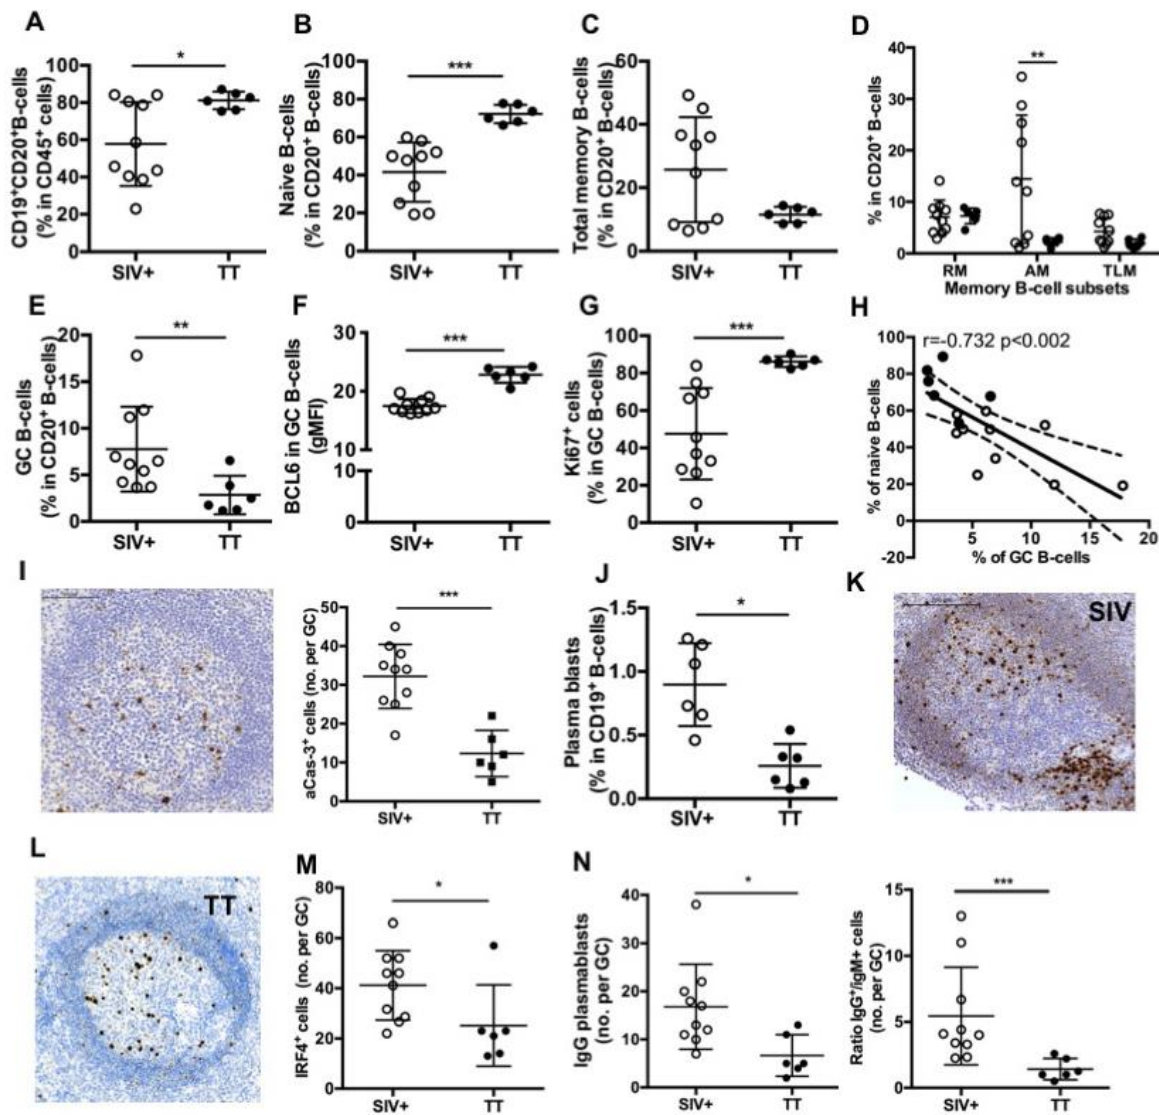 A
CD19+CD20+B-cells
(% in CD45+ cells)
100
80
60
40
20
0
*
SIV+
TT
B
Naive B-cells
(% in CD20+ B-cells)
100
80
60
40
20
0
***
SIV+
TT
C
Total memory B-cells
(% in CD20+ B-cells)
60
40
20
0
SIV+
TT
D
% in CD20+ B-cells
40
30
20
10
0
**
RM
AM
TLM
Memory B-cell subsets
E
GC B-cells
(% in CD20+ B-cells)
20
15
10
5
0
**
SIV+
TT
F
BCL6 in GC B-cells
(gMFI)
30
20
10
10
0
***
SIV+
TT
G
Ki67+ cells
(% in GC B-cells)
100
80
60
40
20
0
***
SIV+
TT
H
r=-0.732 p<0.002
% of naive B-cells
100
80
60
40
20
0
-20
5
10
15
20
% of GC B-cells
I
aCas-3+ cells (no. per GC)
50
40
30
20
10
0
***
SIV+
TT
J
Plasma blasts
(% in CD19+ B-cells)
1.5
1.0
0.5
0.0
*
SIV+
TT
K
SIV
L
TT
M
IRF4+ cells (no. per GC)
80
60
40
20
0
*
SIV+
TT
N
IgG plasmablasts
(no. per GC)
40
30
20
10
0
*
SIV+
TT
Ratio IgG+/IgM+ cells
(no. per GC)
15
10
5
0
***
SIV+
TT